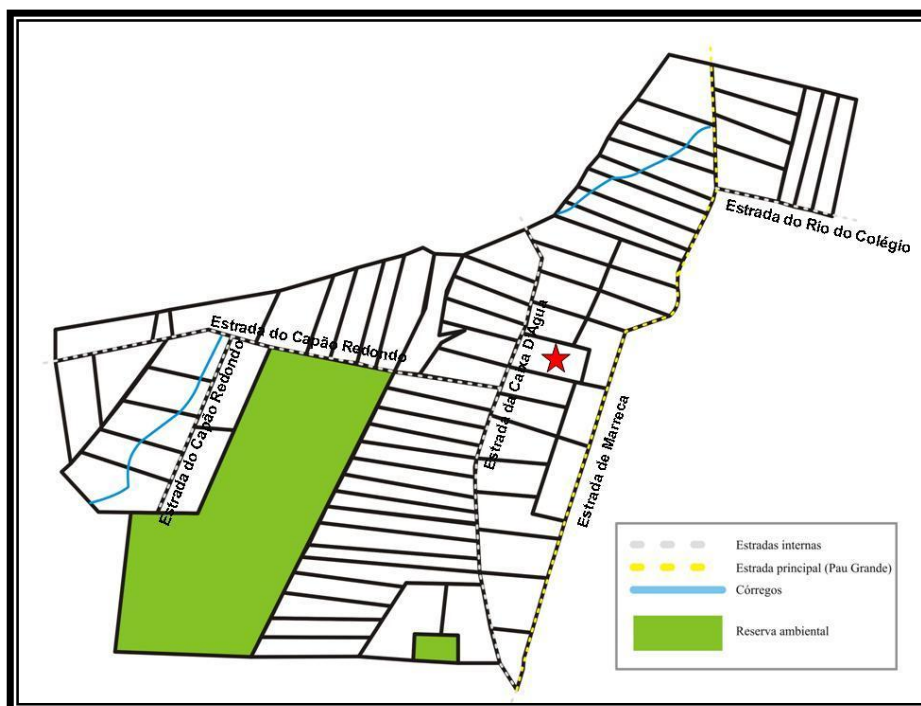 Estrada do Rio do Colégio
Estrada do Capão Redondo
Estrada do Capão Redondo
Estrada da Caixa D'Água
Estrada de Marreca
Estradas internas
Estrada principal (Pau Grande)
Córregos
Reserva ambiental